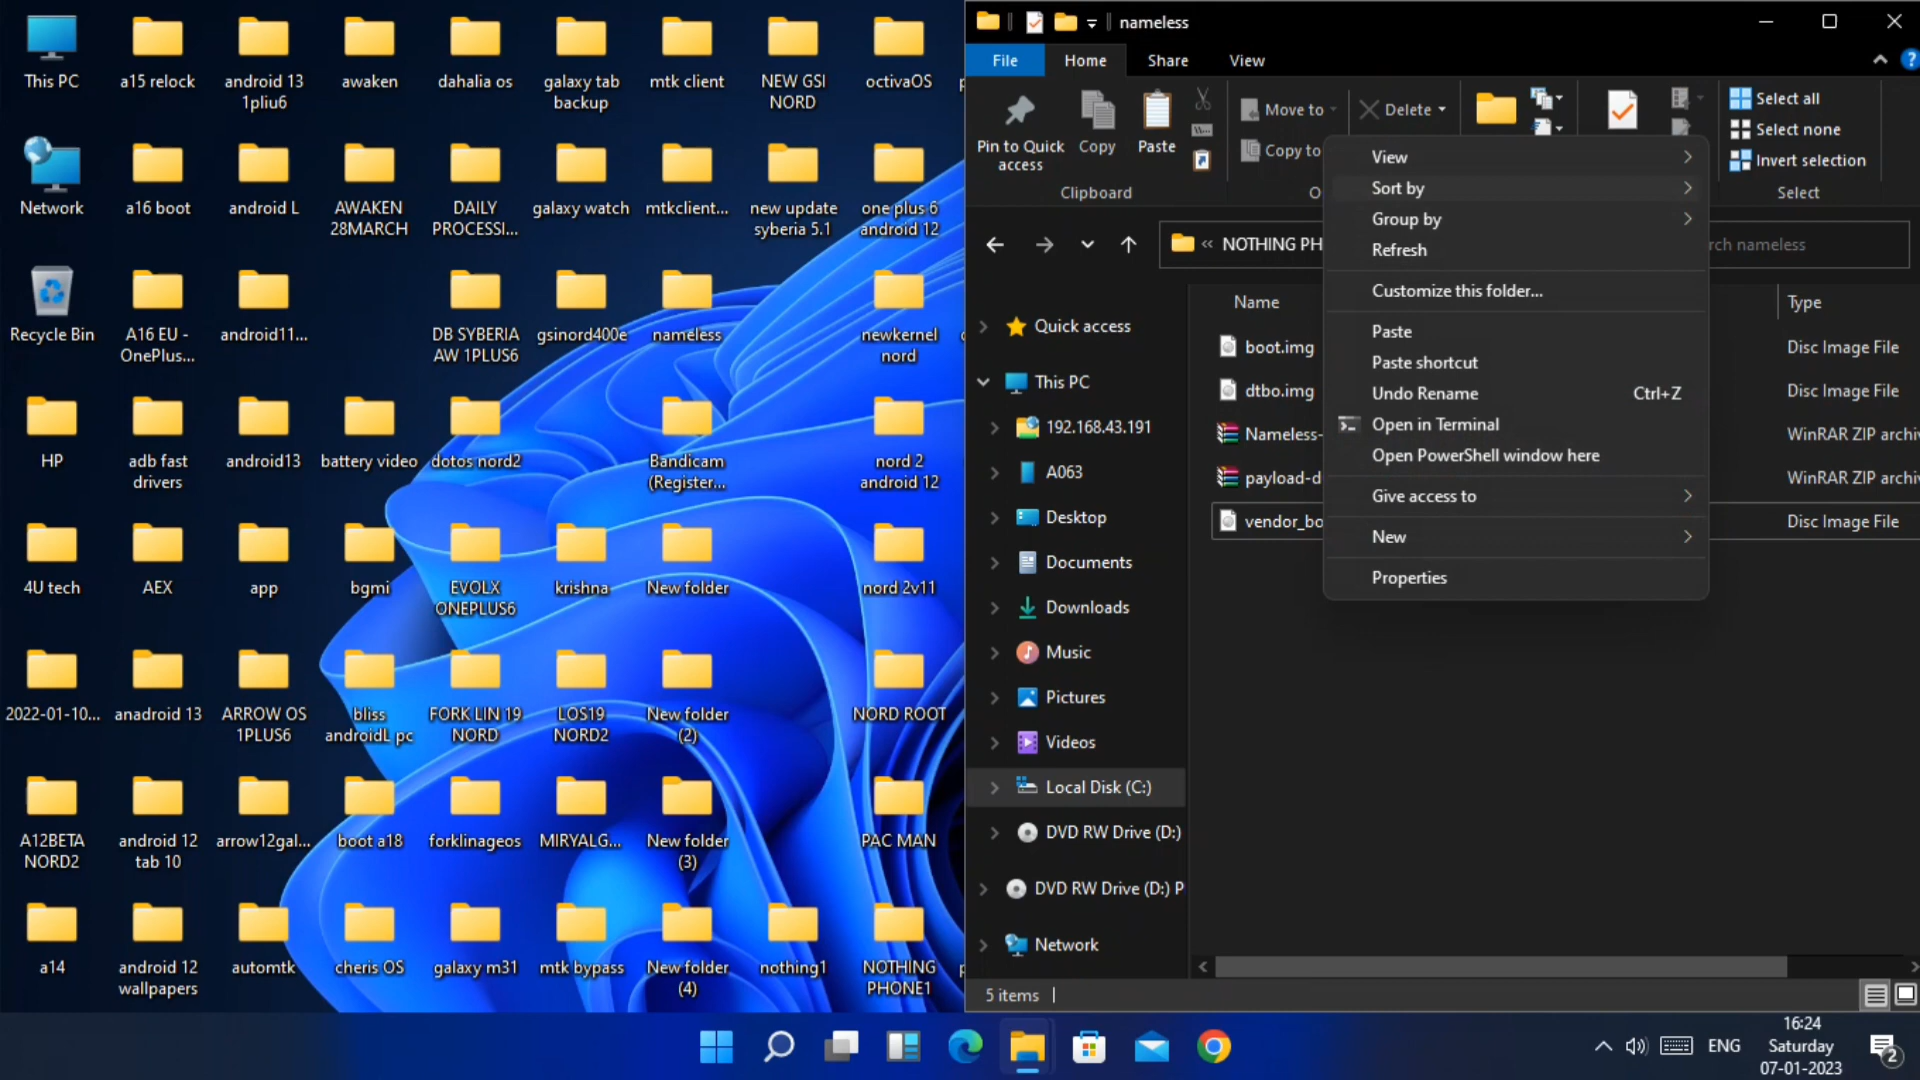 This PC
a15 relock
android 13
1pliu6
awaken
dahalia os
galaxy tab
backup
mtk client
NEW GSI
NORD
octivaOS
Network
a16 boot
android L
AWAKEN
28MARCH
DAILY
PROCESSI...
galaxy watch
mtkclient...
new update
syberia 5.1
one plus 6
android 12
Recycle Bin
A16 EU -
OnePlus...
android11...
DB SYBERIA
AW 1PLUS6
gsinord400e
nameless
newkernel
nord
HP
adb fast
drivers
android13
battery video
dotos nord2
Bandicam
(Register...
nord 2
android 12
4U tech
AEX
app
bgmi
EVOLX
ONEPLUS6
krishna
New folder
nord 2v11
2022-01-10...
anadroid 13
ARROW OS
1PLUS6
bliss
androidL pc
FORK LIN 19
NORD
LOS19
NORD2
New folder
(2)
NORD ROOT
A12BETA
NORD2
android 12
tab 10
arrow12gal...
boot a18
forklinageos
MIRYALG...
New folder
(3)
PAC MAN
a14
android 12
wallpapers
automtk
cheris OS
galaxy m31
mtk bypass
New folder
(4)
nothing1
NOTHING
PHONE1
nameless
File
Home
Share
View
Pin to Quick
access
Copy
Paste
Clipboard
Move to
Copy to
Delete
Select all
Select none
Invert selection
Select
« NOTHING PH
rch nameless
Quick access
This PC
192.168.43.191
A063
Desktop
Documents
Downloads
Music
Pictures
Videos
Local Disk (C:)
DVD RW Drive (D:)
DVD RW Drive (D:) P
Network
Name
Type
boot.img
Disc Image File
dtbo.img
Disc Image File
Nameless-
WinRAR ZIP archiv
payload-d
WinRAR ZIP archiv
vendor_bo
Disc Image File
View
Sort by
Group by
Refresh
Customize this folder...
Paste
Paste shortcut
Undo Rename Ctrl+Z
Open in Terminal
Open PowerShell window here
Give access to
New
Properties
5 items
ENG
16:24
Saturday
07-01-2023
2